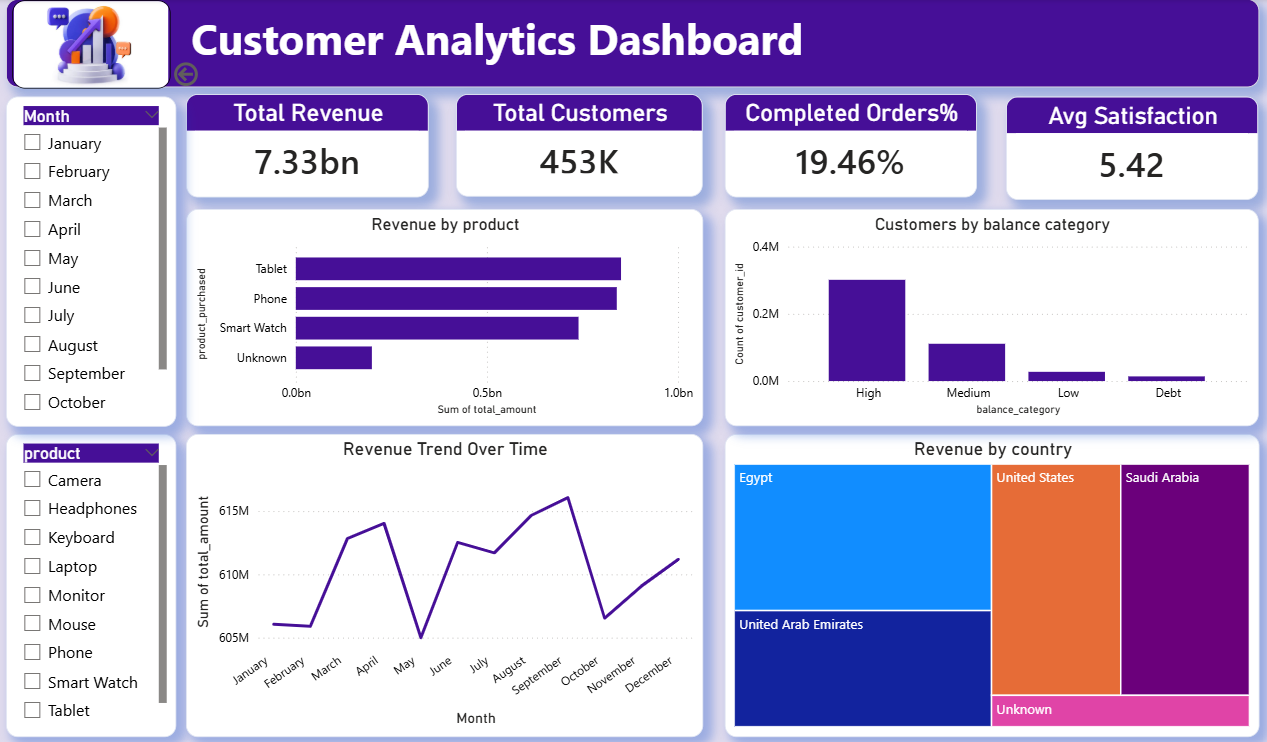 Customer Analytics Dashboard
Month
January
February
March
April
May
June
July
August
September
October
product
Camera
Headphones
Keyboard
Laptop
Monitor
Mouse
Phone
Smart Watch
Tablet
Total Revenue
7.33bn
Total Customers
453K
Completed Orders%
19.46%
Avg Satisfaction
5.42
Revenue by product
product_purchased
Tablet
Phone
Smart Watch
Unknown
0.0bn 0.5bn 1.0bn
Sum of total_amount
Customers by balance category
Count of customer_id
0.4M
0.2M
0.0M
High Medium Low Debt
balance_category
Revenue Trend Over Time
Sum of total_amount
615M
610M
605M
January February March April May June July August September October November December
Month
Revenue by country
Egypt
United States
Saudi Arabia
United Arab Emirates
Unknown